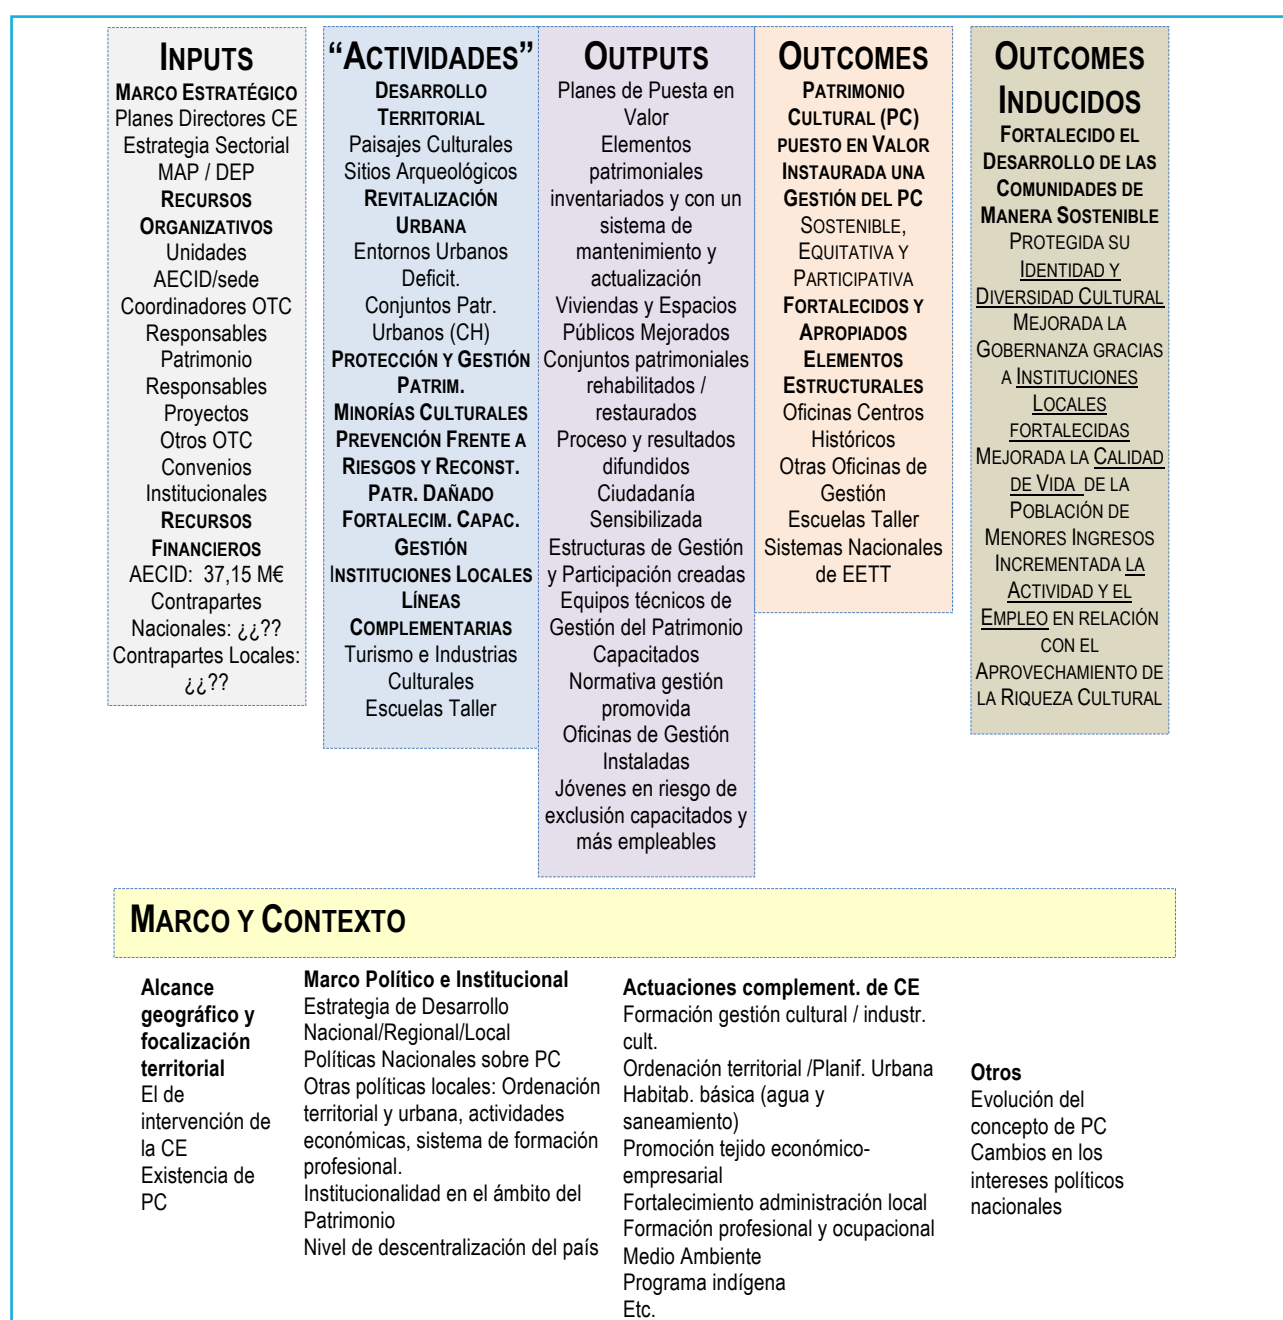 INPUTS
MARCO ESTRATÉGICO
Planes Directores CE
Estrategia Sectorial
MAP / DEP
RECURSOS
ORGANIZATIVOS
Unidades
AECID/sede
Coordinadores OTC
Responsables
Patrimonio
Responsables
Proyectos
Otros OTC
Convenios
Institucionales
RECURSOS
FINANCIEROS
AECID: 37,15 M€
Contrapartes
Nacionales: ¿¿??
Contrapartes Locales:
¿¿??
“ACTIVIDADES”
DESARROLLO
TERRITORIAL
Paisajes Culturales
Sitios Arqueológicos
REVITALIZACIÓN
URBANA
Entornos Urbanos
Deficit.
Conjuntos Patr.
Urbanos (CH)
PROTECCIÓN Y GESTIÓN
PATRIM.
MINORÍAS CULTURALES
PREVENCIÓN FRENTE A
RIESGOS Y RECONST.
PATR. DAÑADO
FORTALECIM. CAPAC.
GESTIÓN
INSTITUCIONES LOCALES
LÍNEAS
COMPLEMENTARIAS
Turismo e Industrias
Culturales
Escuelas Taller
OUTPUTS
Planes de Puesta en
Valor
Elementos
patrimoniales
inventariados y con un
sistema de
mantenimiento y
actualización
Viviendas y Espacios
Públicos Mejorados
Conjuntos patrimoniales
rehabilitados /
restaurados
Proceso y resultados
difundidos
Ciudadanía
Sensibilizada
Estructuras de Gestión
y Participación creadas
Equipos técnicos de
Gestión del Patrimonio
Capacitados
Normativa gestión
promovida
Oficinas de Gestión
Instaladas
Jóvenes en riesgo de
exclusión capacitados y
más empleables
OUTCOMES
PATRIMONIO
CULTURAL (PC)
PUESTO EN VALOR
INSTAURADA UNA
GESTIÓN DEL PC
SOSTENIBLE,
EQUITATIVA Y
PARTICIPATIVA
FORTALECIDOS Y
APROPIADOS
ELEMENTOS
ESTRUCTURALES
Oficinas Centros
Históricos
Otras Oficinas de
Gestión
Escuelas Taller
Sistemas Nacionales
de EETT
OUTCOMES
INDUCIDOS
FORTALECIDO EL
DESARROLLO DE LAS
COMUNIDADES DE
MANERA SOSTENIBLE
PROTEGIDA SU
IDENTIDAD Y
DIVERSIDAD CULTURAL
MEJORADA LA
GOBERNANZA GRACIAS
A INSTITUCIONES
LOCALES
FORTALECIDAS
MEJORADA LA CALIDAD
DE VIDA DE LA
POBLACIÓN DE
MENORES INGRESOS
INCREMENTADA LA
ACTIVIDAD Y EL
EMPLEO EN RELACIÓN
CON EL
APROVECHAMIENTO DE
LA RIQUEZA CULTURAL
MARCO Y CONTEXTO
Alcance
geográfico y
focalización
territorial
El de
intervención de
la CE
Existencia de
PC
Marco Político e Institucional
Estrategia de Desarrollo
Nacional/Regional/Local
Políticas Nacionales sobre PC
Otras políticas locales: Ordenación
territorial y urbana, actividades
económicas, sistema de formación
profesional.
Institucionalidad en el ámbito del
Patrimonio
Nivel de descentralización del país
Actuaciones complement. de CE
Formación gestión cultural / industr.
cult.
Ordenación territorial /Planif. Urbana
Habitab. básica (agua y
saneamiento)
Promoción tejido económico-
empresarial
Fortalecimiento administración local
Formación profesional y ocupacional
Medio Ambiente
Programa indígena
Etc.
Otros
Evolución del
concepto de PC
Cambios en los
intereses políticos
nacionales